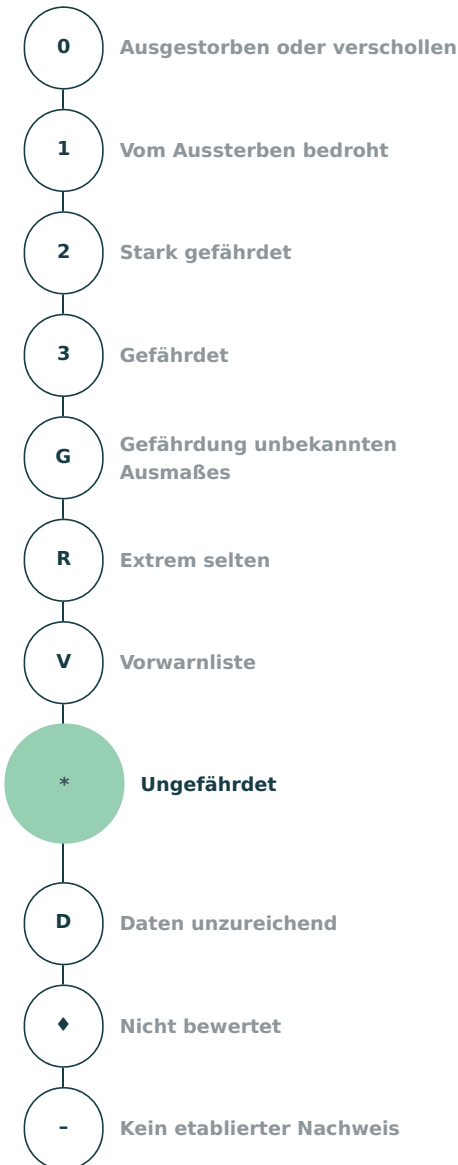 0 Ausgestorben oder verschollen
1 Vom Aussterben bedroht
2 Stark gefährdet
3 Gefährdet
G Gefährdung unbekannten
Ausmaßes
R Extrem selten
V Vorwarnliste
* Ungefährdet
D Daten unzureichend
♦ Nicht bewertet
– Kein etablierter Nachweis